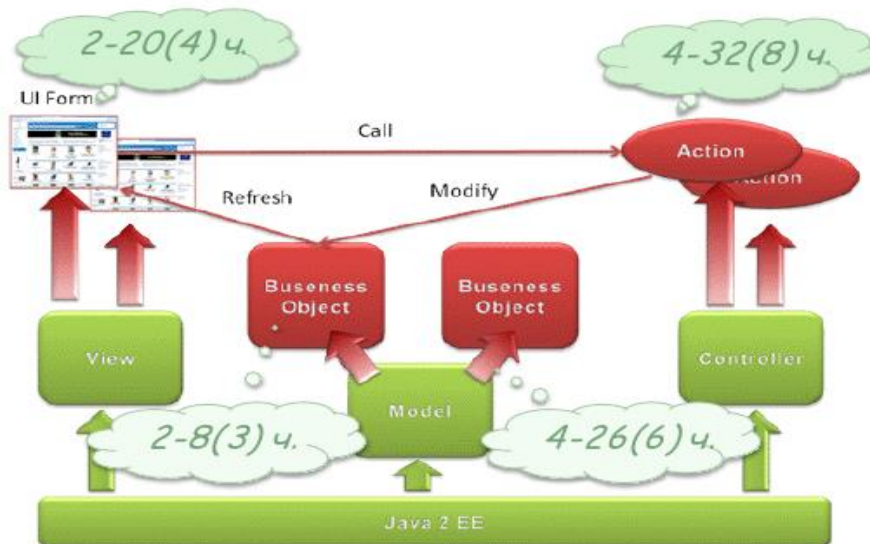 2-20(4) ч.
4-32(8) ч.
UI Form
Call
Action
Action
Refresh
Modify
Buseness
Object
Buseness
Object
View
Controller
Model
2-8(3) ч.
4-26(6) ч.
Java 2 EE